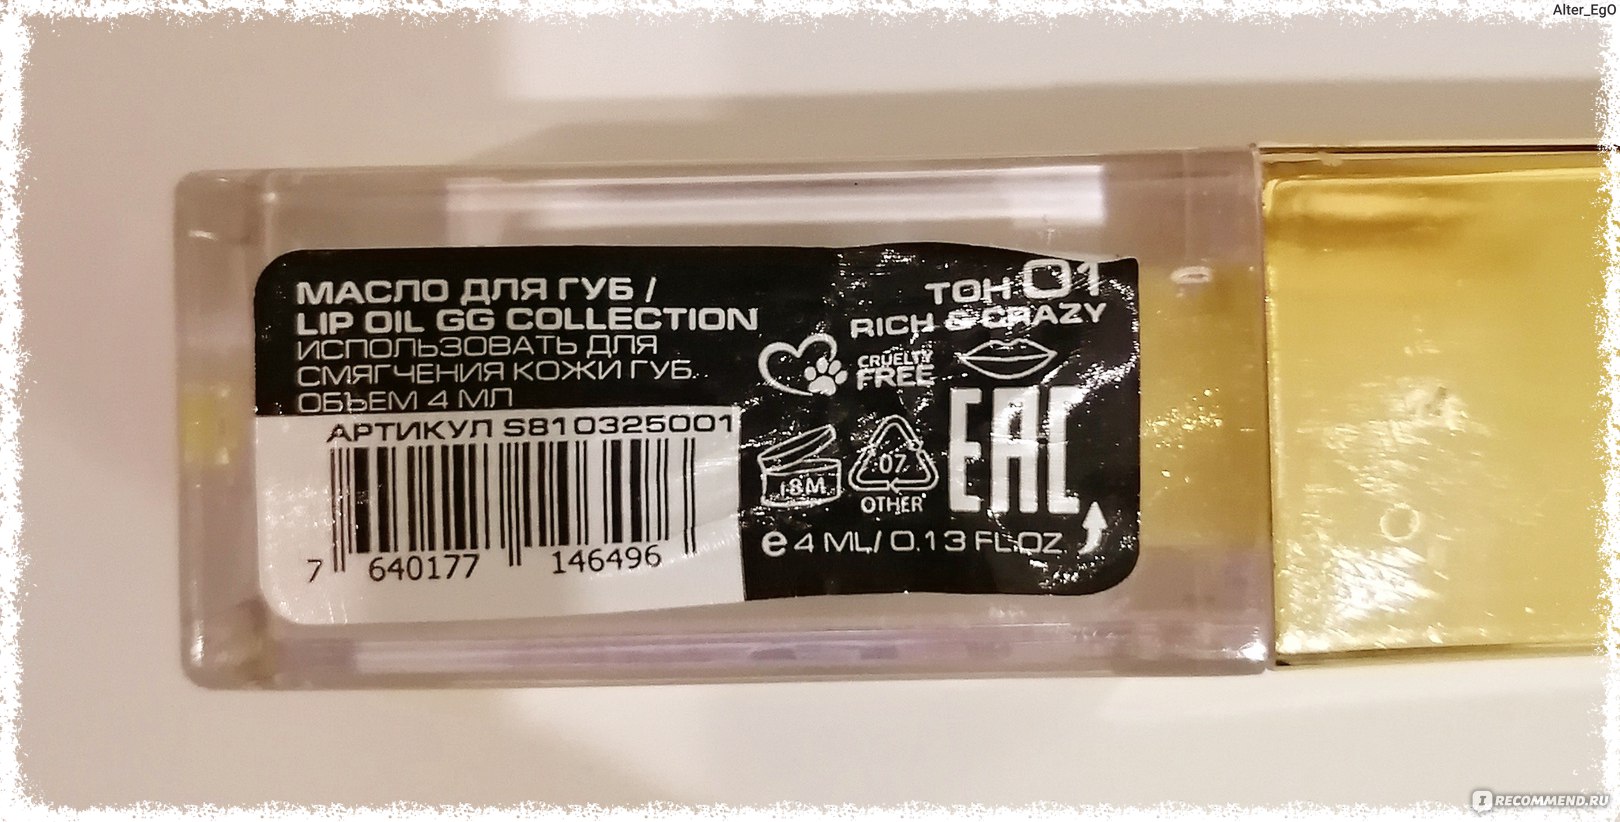 Alter_EgO
МАСЛО ДЛЯ ГУБ /
LIP OIL GG COLLECTION
ИСПОЛЬЗОВАТЬ ДЛЯ
СМЯГЧЕНИЯ КОЖИ ГУБ.
ОБЪЕМ 4 МЛ
АРТИКУЛ S810325001
7 640177 146496
ТОН 01
RICH & CRAZY
CRUELTY
FREE
EAC
18M
07
OTHER
e 4 ML/ 0.13 FL.OZ
I RECOMMEND.RU